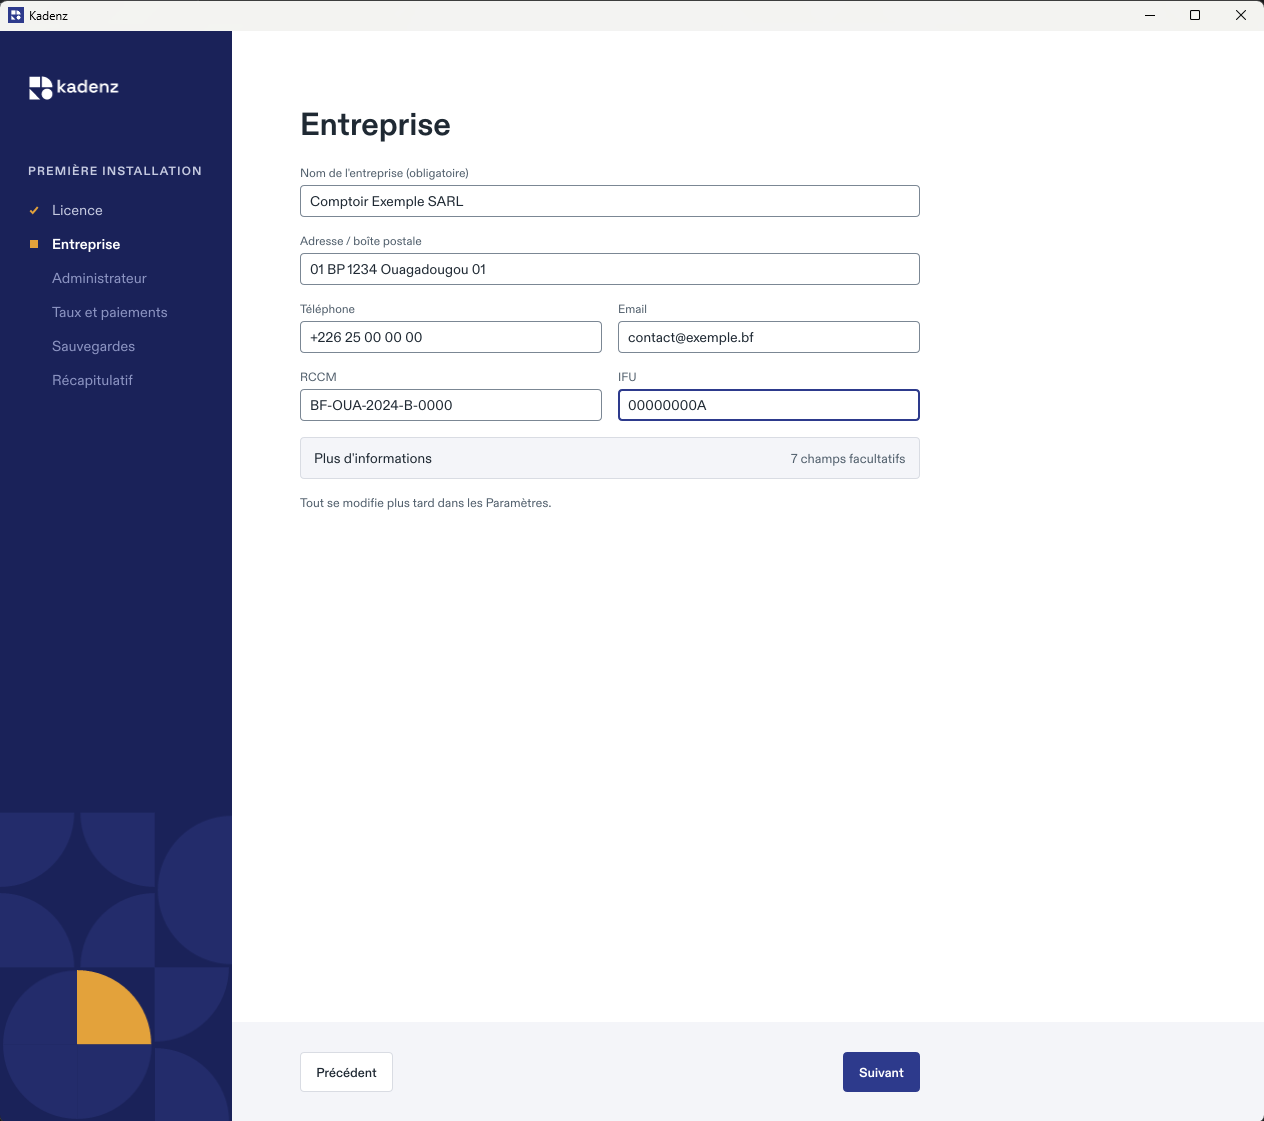 Kadenz
kadenz
PREMIÈRE INSTALLATION
Licence
Entreprise
Administrateur
Taux et paiements
Sauvegardes
Récapitulatif
Entreprise
Nom de l'entreprise (obligatoire)
Comptoir Exemple SARL
Adresse / boîte postale
01 BP 1234 Ouagadougou 01
Téléphone
Email
+226 25 00 00 00
contact@exemple.bf
RCCM
IFU
BF-OUA-2024-B-0000
00000000A
Plus d'informations
7 champs facultatifs
Tout se modifie plus tard dans les Paramètres.
Précédent
Suivant